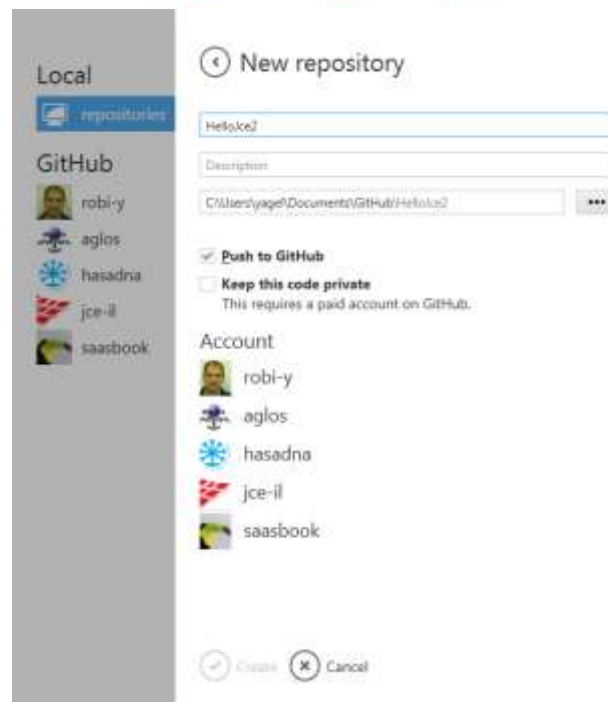 Local
repositories
GitHub
robi-y
aglos
hasadna
jce-il
saasbook
New repository
HelloJce2
Description
C:\Users\yagel\Documents\GitHub\HelloJce2
Push to GitHub
Keep this code private
This requires a paid account on GitHub.
Account
robi-y
aglos
hasadna
jce-il
saasbook
Create
Cancel